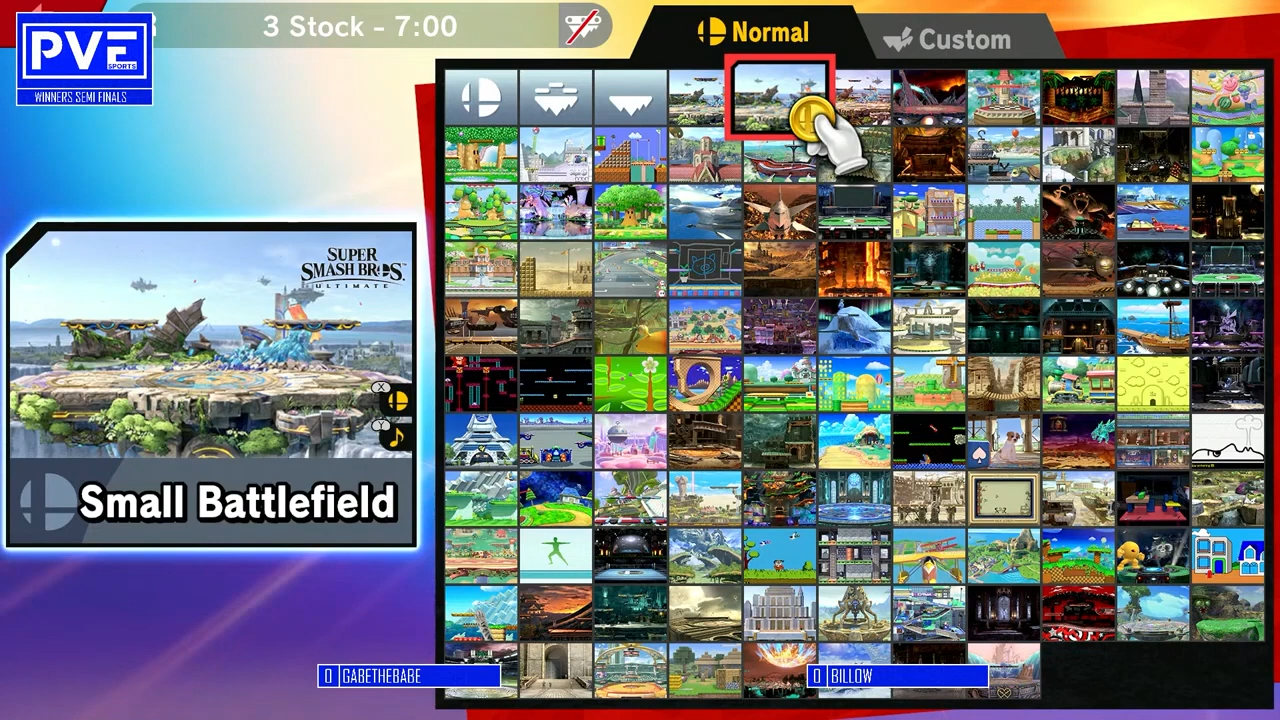 PVE
SPORTS
WINNERS SEMI FINALS
3 Stock - 7:00
Normal
Custom
SUPER
SMASH BROS.
ULTIMATE
X
Y
Small Battlefield
0 GABETHEBABE
0 BILLOW